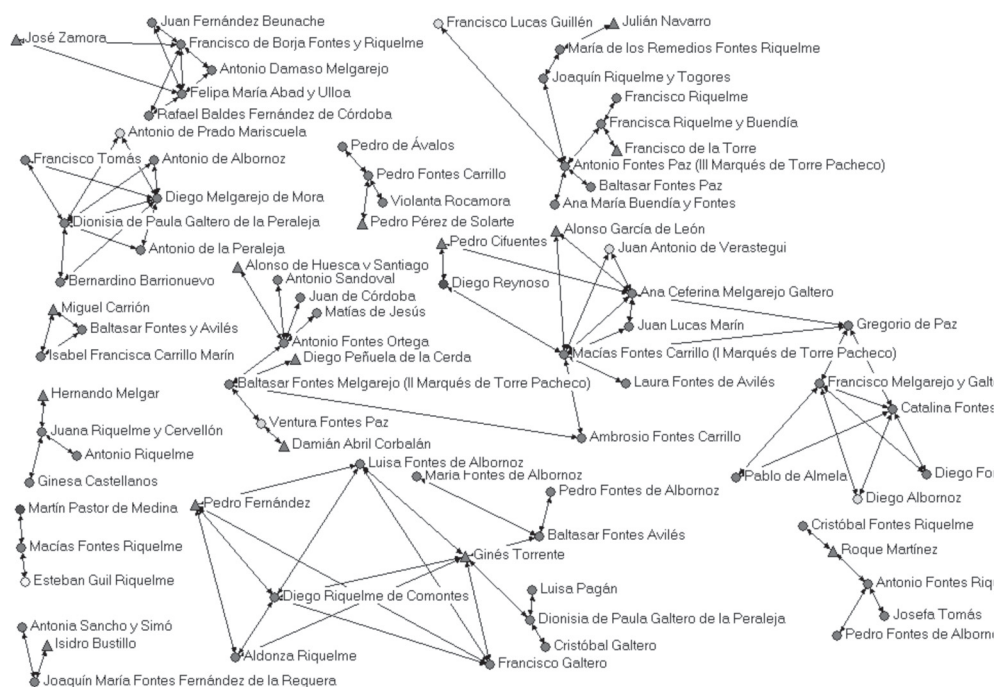 Juan Fernández Beunache
José Zamora
Francisco de Borja Fontes y Riquelme
Antonio Damaso Melgarejo
Felipa María Abad y Ulloa
Rafael Baldes Fernández de Córdoba
Antonio de Prado Mariscuela
Francisco Tomás
Antonio de Albornoz
Diego Melgarejo de Mora
Dionisia de Paula Galtero de la Peraleja
Antonio de la Peraleja
Bernardino Barrionuevo
Pedro de Ávalos
Pedro Fontes Carrillo
Violanta Rocamora
Pedro Pérez de Solarte
Francisco Lucas Guillén
Julián Navarro
María de los Remedios Fontes Riquelme
Joaquín Riquelme y Togores
Francisco Riquelme
Francisca Riquelme y Buendía
Francisco de la Torre
Antonio Fontes Paz (III Marqués de Torre Pacheco)
Baltasar Fontes Paz
Ana María Buendía y Fontes
Alonso García de León
Pedro Cifuentes
Juan Antonio de Verastegui
Diego Reynoso
Ana Ceferina Melgarejo Galtero
Juan Lucas Marín
Gregorio de Paz
Macías Fontes Carrillo (I Marqués de Torre Pacheco)
Laura Fontes de Avilés
Francisco Melgarejo y Galt
Catalina Fontes
Ambrosio Fontes Carrillo
Pablo de Almela
Diego Fo
Diego Albornoz
Alonso de Huesca y Santiago
Antonio Sandoval
Juan de Córdoba
Matías de Jesús
Antonio Fontes Ortega
Diego Peñuela de la Cerda
Baltasar Fontes Melgarejo (II Marqués de Torre Pacheco)
Ventura Fontes Paz
Damián Abril Corbalán
Miguel Carrión
Baltasar Fontes y Avilés
Isabel Francisca Carrillo Marín
Hernando Melgar
Juana Riquelme y Cervellón
Antonio Riquelme
Ginesa Castellanos
Martín Pastor de Medina
Macías Fontes Riquelme
Esteban Guil Riquelme
Antonia Sancho y Simó
Isidro Bustillo
Joaquín María Fontes Fernández de la Reguera
Luisa Fontes de Albornoz
María Fontes de Albornoz
Pedro Fernández
Pedro Fontes de Albornoz
Baltasar Fontes Avilés
Ginés Torrente
Diego Riquelme de Comontes
Luisa Pagán
Dionisia de Paula Galtero de la Peraleja
Cristóbal Galtero
Aldonza Riquelme
Francisco Galtero
Cristóbal Fontes Riquelme
Roque Martínez
Antonio Fontes Riq
Josefa Tomás
Pedro Fontes de Alborn